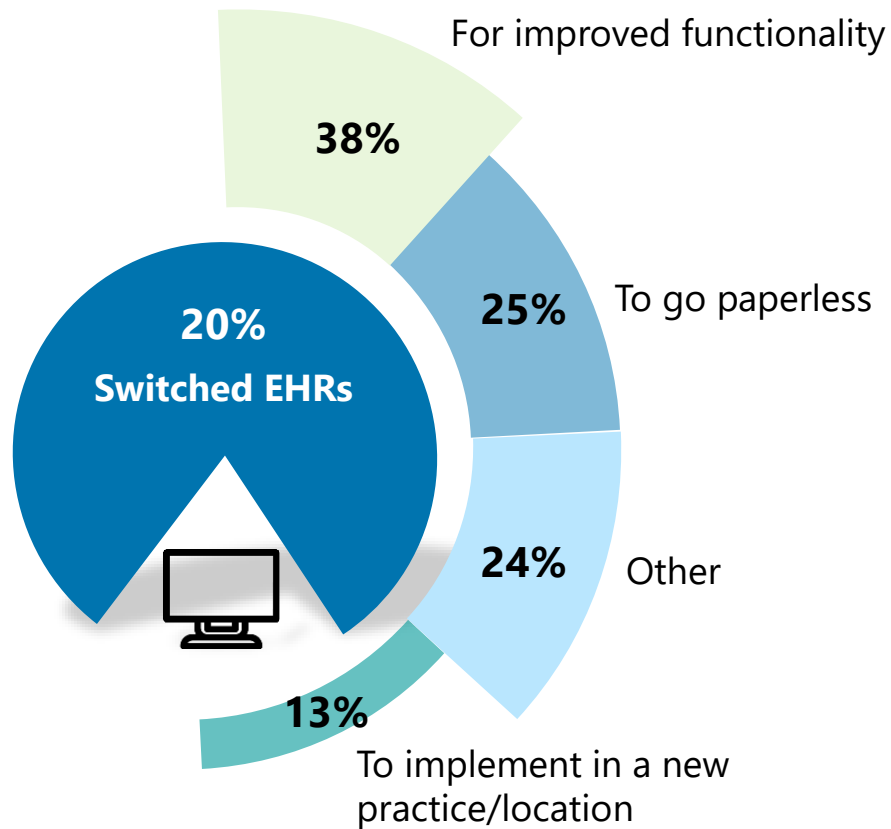 For improved functionality
38%
20%
Switched EHRs
25%
To go paperless
24%
Other
13%
To implement in a new
practice/location